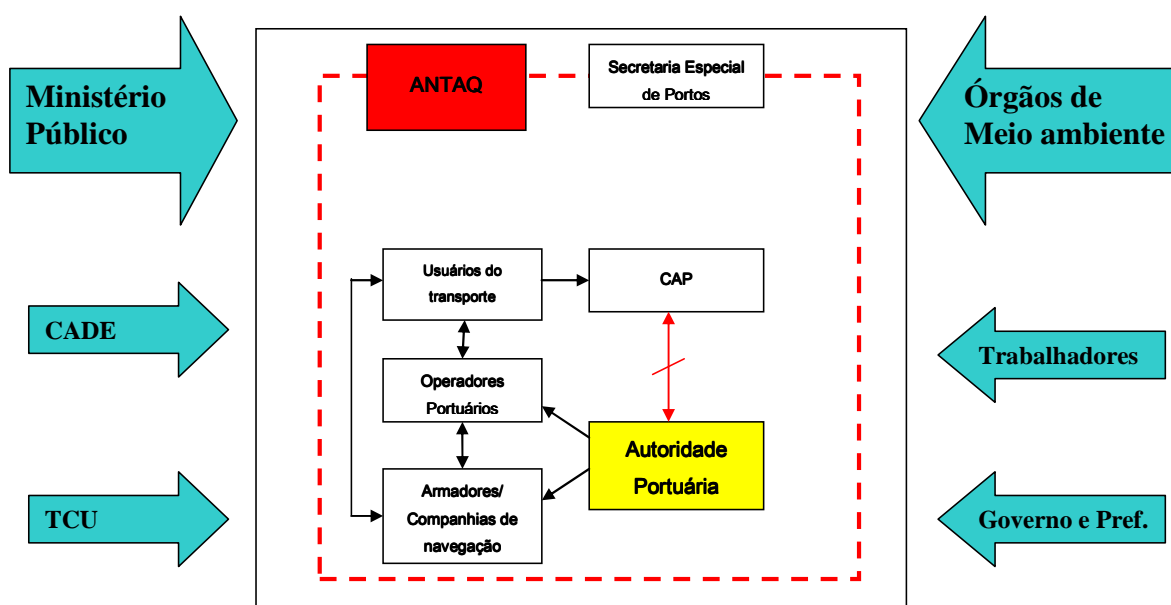 Ministério
Público
ANTAQ
Secretaria Especial
de Portos
Órgãos de
Meio ambiente
Usuários do
transporte
CAP
CADE
Trabalhadores
Operadores
Portuários
Autoridade
Portuária
Armadores/
Companhias de
navegação
TCU
Governo e Pref.